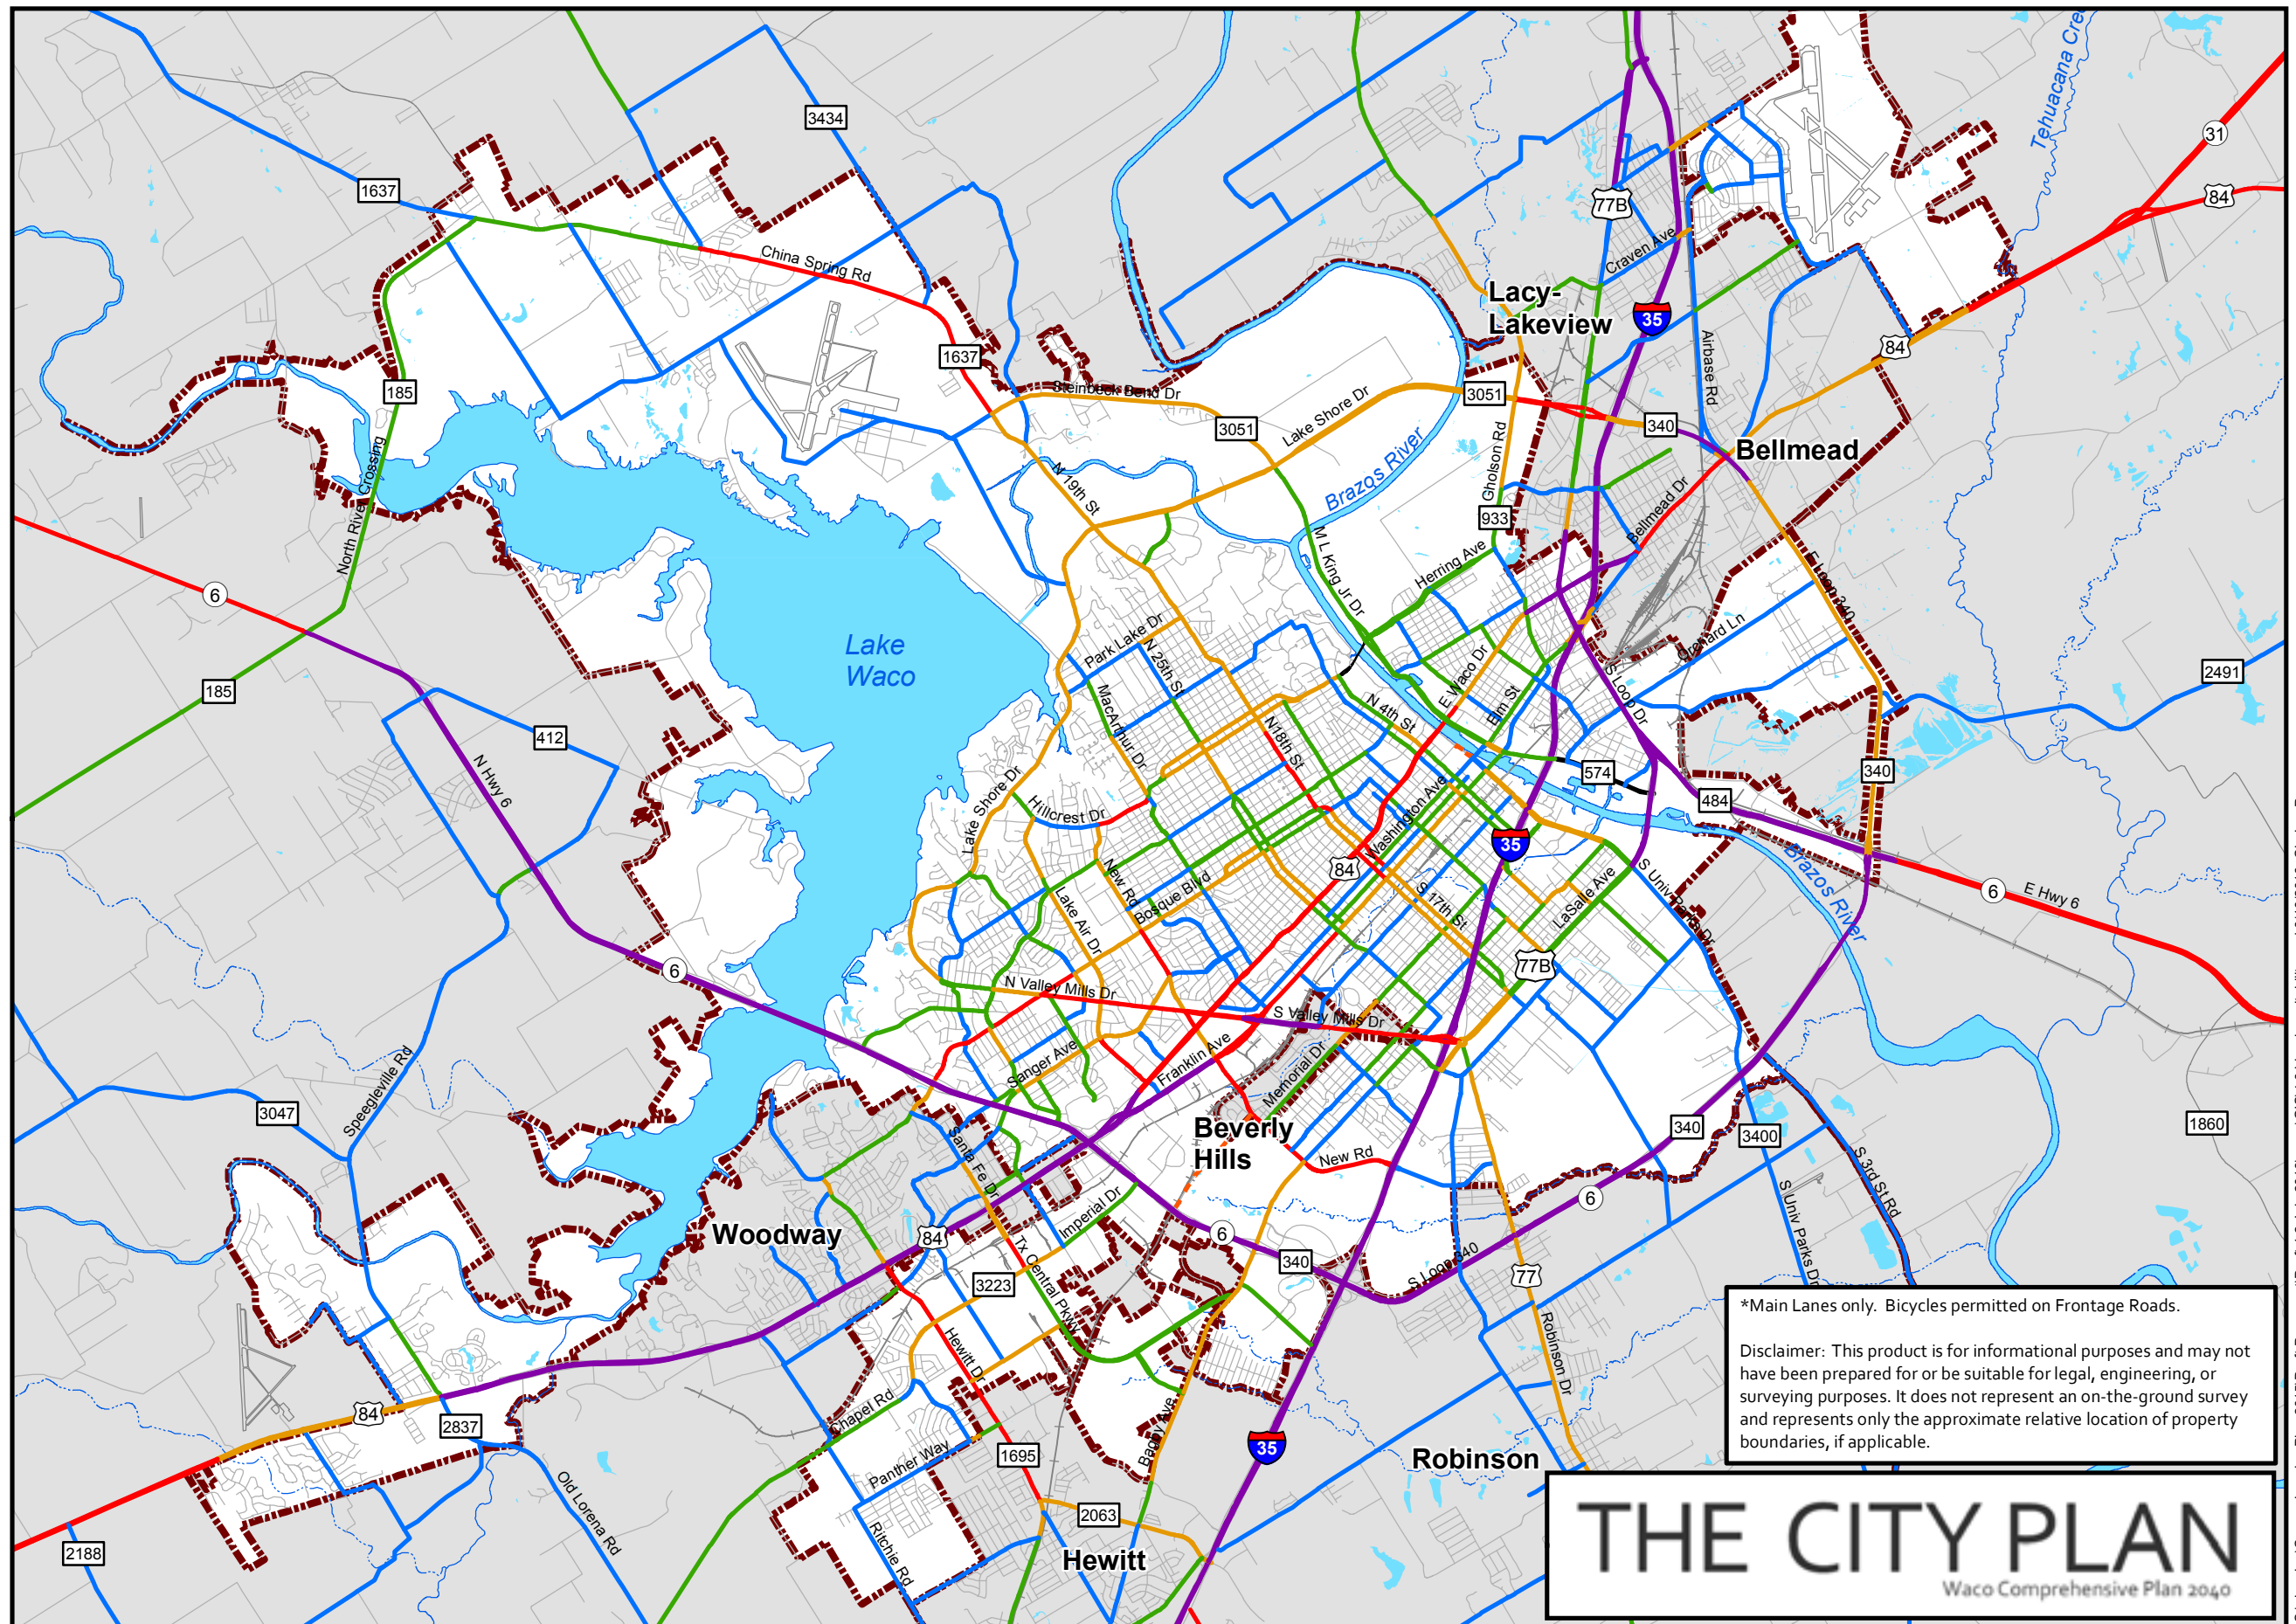 Tehuacana Cree
31
3434
1637
84
77B
China Spring Rd
Craven Ave
Lacy-
Lakeview
35
Airbase Rd
84
1637
185
Steinbeck Bend Dr
3051
3051
Lake Shore Dr
340
Bellmead
Brazos River
Gholson Rd
N 19th St
North River Crossing
933
Bellmead Dr
M L King Jr Dr
Herring Ave
E Loop 340
6
Lake
Waco
Park Lake Dr
N 25th St
Orchard Ln
S Loop Dr
2491
185
412
MacArthur Dr
E Waco Dr
Elm St
N 4th St
N 18th St
N Hwy 6
574
340
484
Lake Shore Dr
Hillcrest Dr
Washington Ave
35
84
Brazos River
New Rd
Bosque Blvd
S 17th St
LaSalle Ave
S Univ Parks Dr
6
E Hwy 6
Lake Air Dr
77B
6
N Valley Mills Dr
S Valley Mills Dr
Sanger Ave
Franklin Ave
Memorial Dr
3047
Speegleville Rd
Beverly
Hills
340
3400
1860
Santa Fe Dr
New Rd
S 3rd St Rd
6
Woodway
84
Imperial Dr
6
340
S Loop 340
77
S Univ Parks Dr
3223
Tx Central Pkwy
Hewitt Dr
Robinson Dr
84
2837
Chapel Rd
Panther Way
1695
Bagby Ave
35
Robinson
Old Lorena Rd
2063
2188
Ritchie Rd
Hewitt
*Main Lanes only. Bicycles permitted on Frontage Roads.
Disclaimer: This product is for informational purposes and may not
have been prepared for or be suitable for legal, engineering, or
surveying purposes. It does not represent an on-the-ground survey
and represents only the approximate relative location of property
boundaries, if applicable.
THE CITY PLAN
Waco Comprehensive Plan 2040